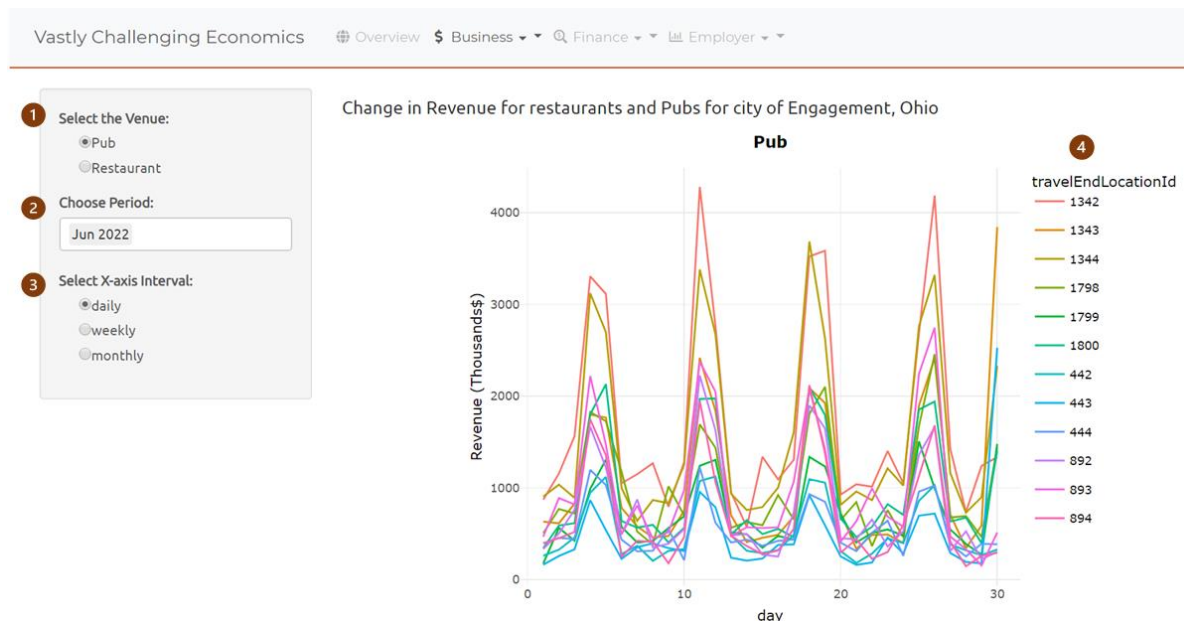 Vastly Challenging Economics Overview $ Business Finance Employer
1
Select the Venue:
Pub
Restaurant
2
Choose Period:
Jun 2022
3
Select X-axis Interval:
daily
weekly
monthly
Change in Revenue for restaurants and Pubs for city of Engagement, Ohio
Pub
4
travelEndLocationId
1342
1343
1344
1798
1799
1800
442
443
444
892
893
894
Revenue (Thousands$)
4000
3000
2000
1000
0
0 10 20 30
day